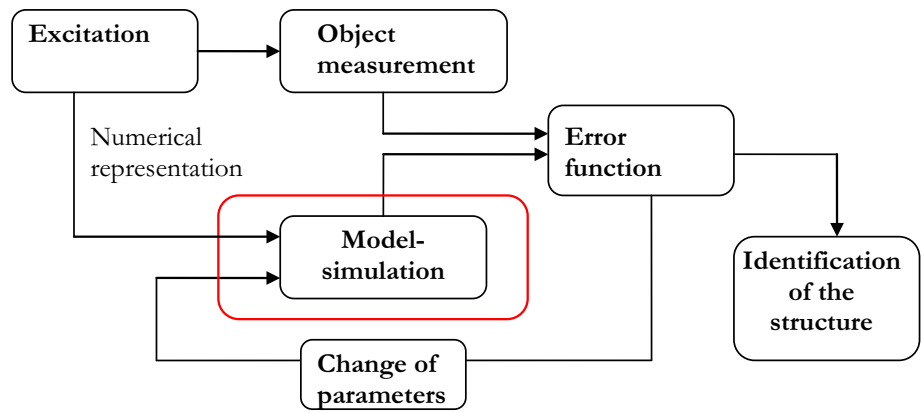 Excitation
Object
measurement
Numerical
representation
Error
function
Model-
simulation
Identification
of the
structure
Change of
parameters